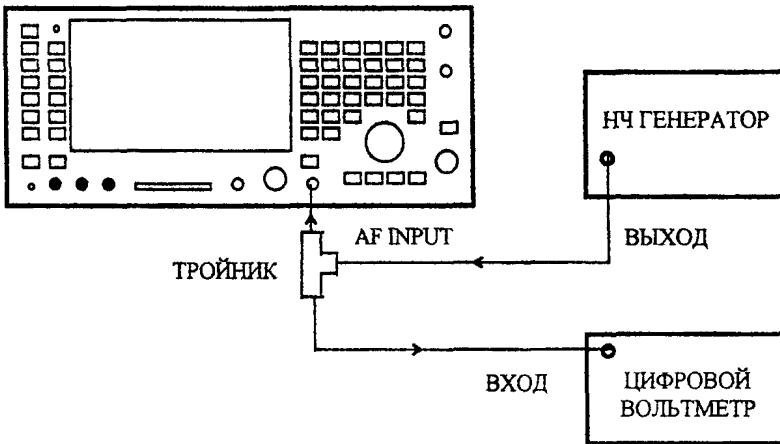 НЧ ГЕНЕРАТОР
AF INPUT
ВЫХОД
ТРОЙНИК
ВХОД
ЦИФРОВОЙ
ВОЛЬТМЕТР